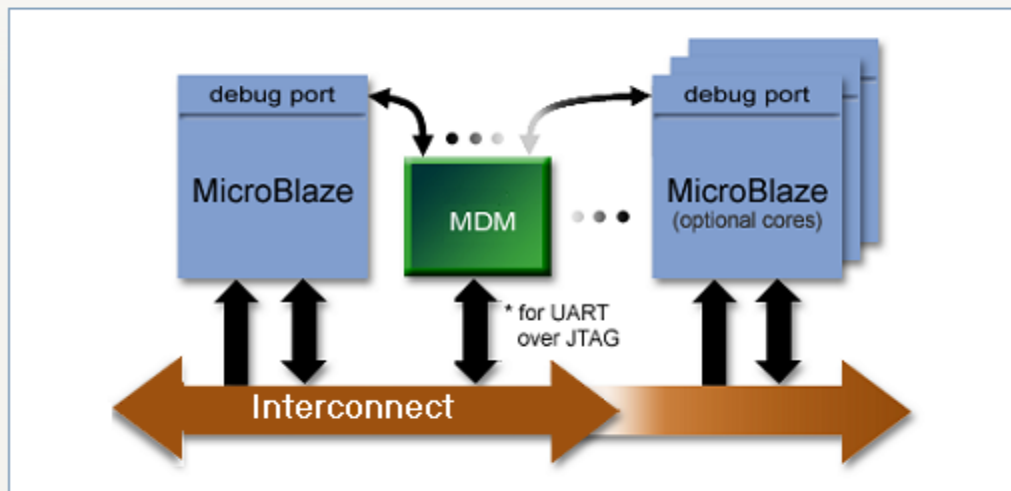 debug port
MicroBlaze
MDM
debug port
MicroBlaze
(optional cores)
* for UART
over JTAG
Interconnect